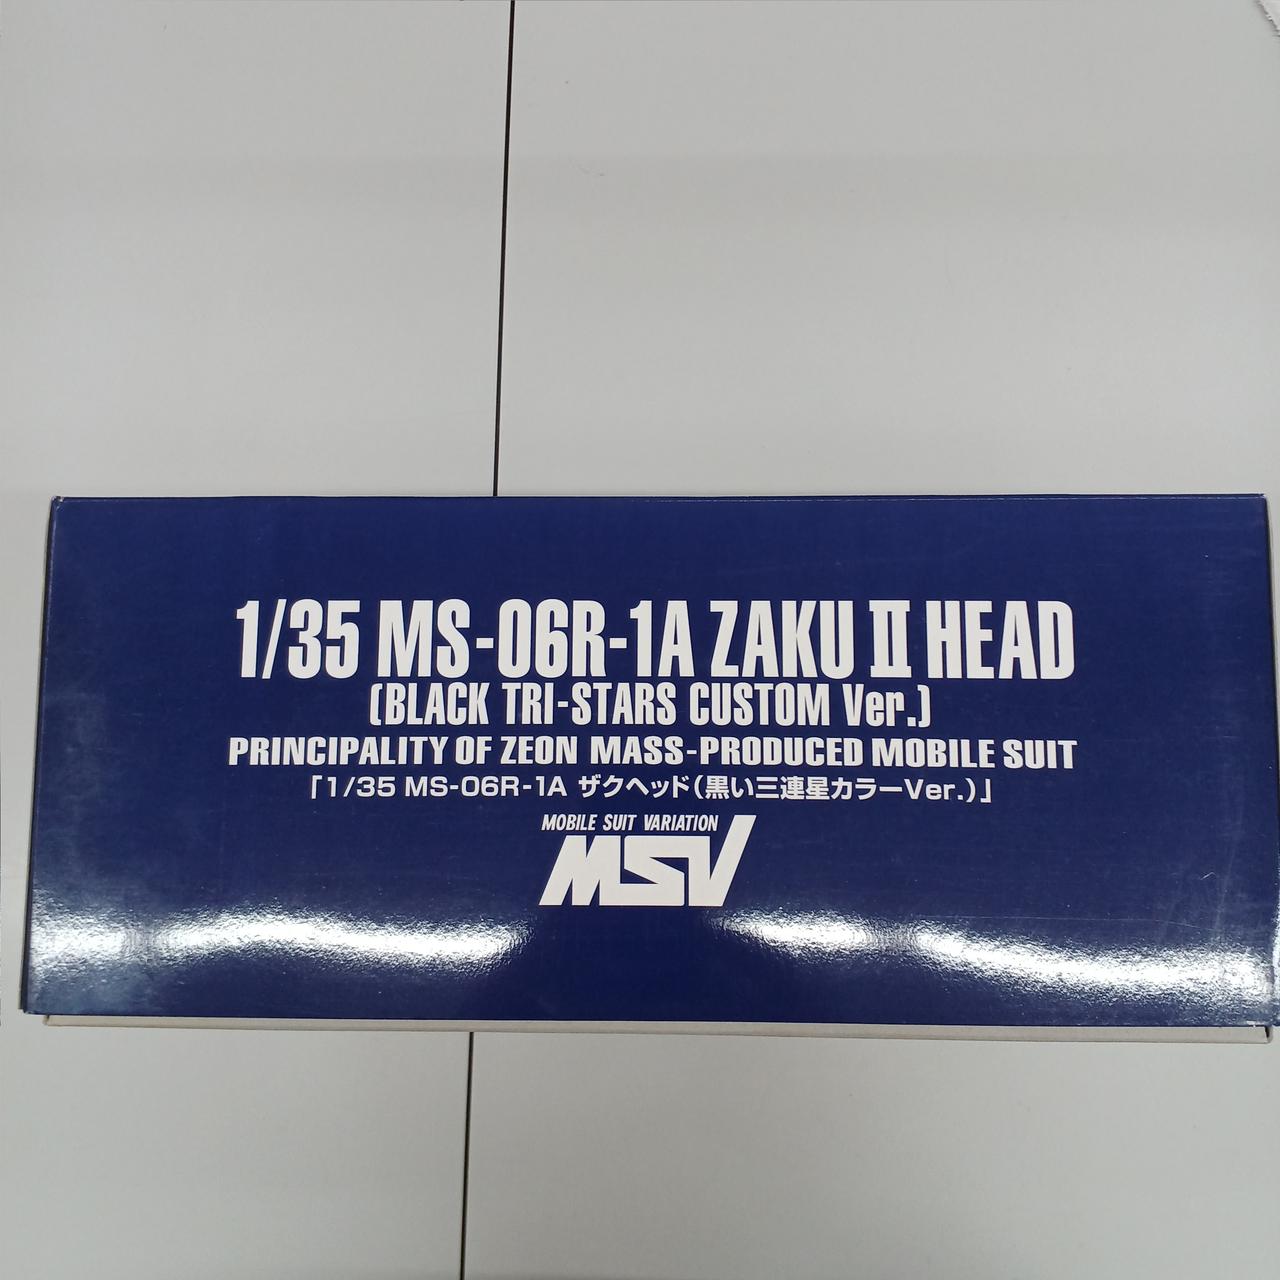 1/35 MS-06R-1A ZAKU II HEAD
(BLACK TRI-STARS CUSTOM Ver.)
PRINCIPALITY OF ZEON MASS-PRODUCED MOBILE SUIT
「1/35 MS-06R-1A ザクヘッド（黒い三連星カラーVer.）」
MOBILE SUIT VARIATION
MSV